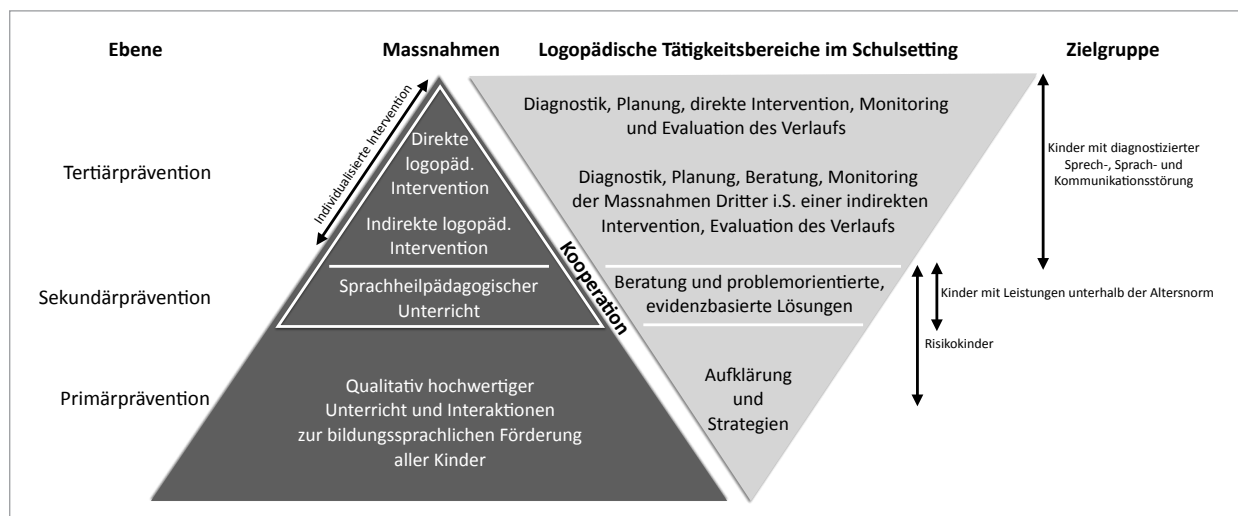 Ebene
Massnahmen
Logopädische Tätigkeitsbereiche im Schulsetting
Zielgruppe
Tertiärprävention
Individualisierte Intervention
Direkte
logopäd.
Intervention
Indirekte logopäd.
Intervention
Diagnostik, Planung, direkte Intervention, Monitoring
und Evaluation des Verlaufs
Diagnostik, Planung, Beratung, Monitoring
der Massnahmen Dritter i.S. einer indirekten
Intervention, Evaluation des Verlaufs
Kinder mit diagnostizierter
Sprech-, Sprach- und
Kommunikationsstörung
Kooperation
Sekundärprävention
Sprachheilpädagogischer
Unterricht
Beratung und problemorientierte,
evidenzbasierte Lösungen
Kinder mit Leistungen unterhalb der Altersnorm
Risikokinder
Primärprävention
Qualitativ hochwertiger
Unterricht und Interaktionen
zur bildungssprachlichen Förderung
aller Kinder
Aufklärung
und
Strategien